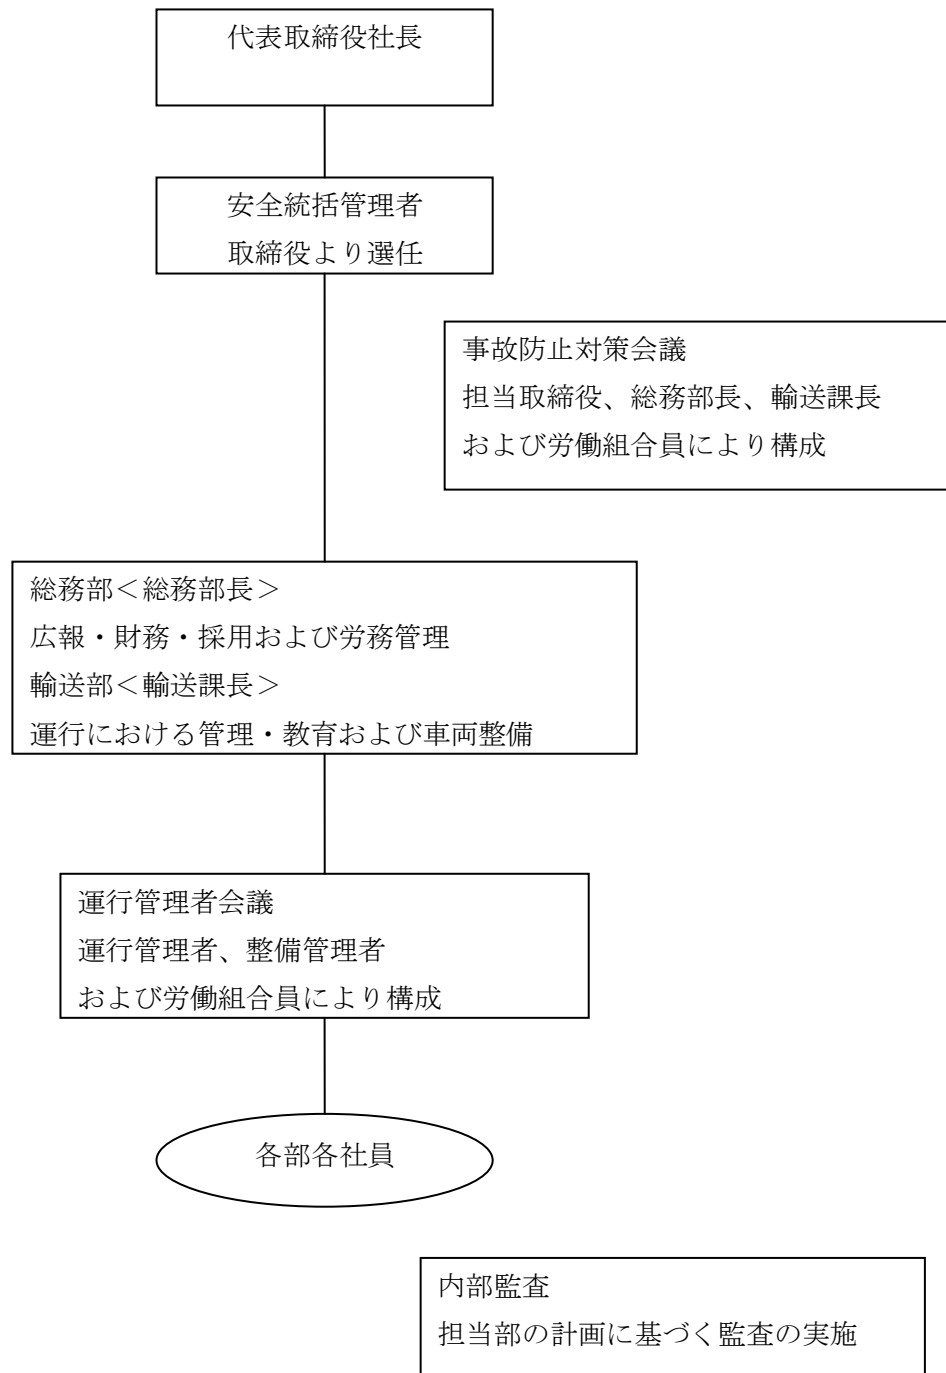 代表取締役社長
安全統括管理者
取締役より選任
事故防止対策会議
担当取締役、総務部長、輸送課長
および労働組合員により構成
総務部＜総務部長＞
広報・財務・採用および労務管理
輸送部＜輸送課長＞
運行における管理・教育および車両整備
運行管理者会議
運行管理者、整備管理者
および労働組合員により構成
各部各社員
内部監査
担当部の計画に基づく監査の実施